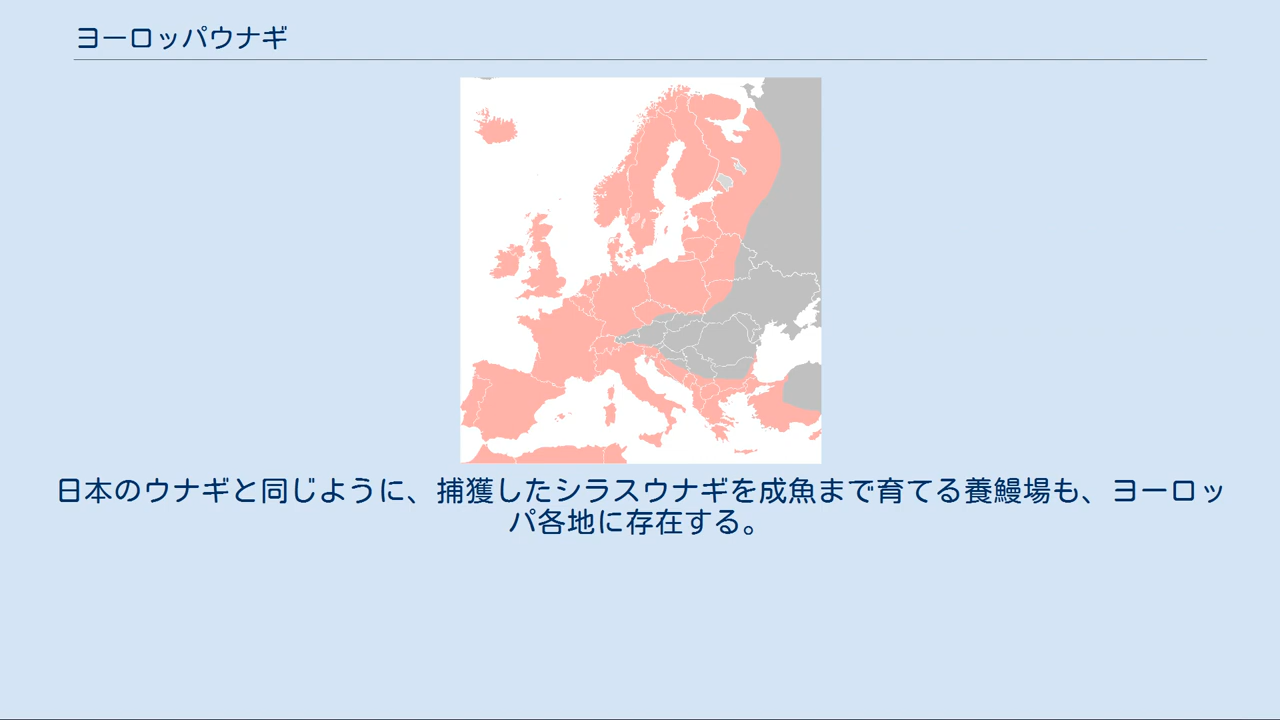 ヨーロッパウナギ
日本のウナギと同じように、捕獲したシラスウナギを成魚まで育てる養鰻場も、ヨーロッ
パ各地に存在する。